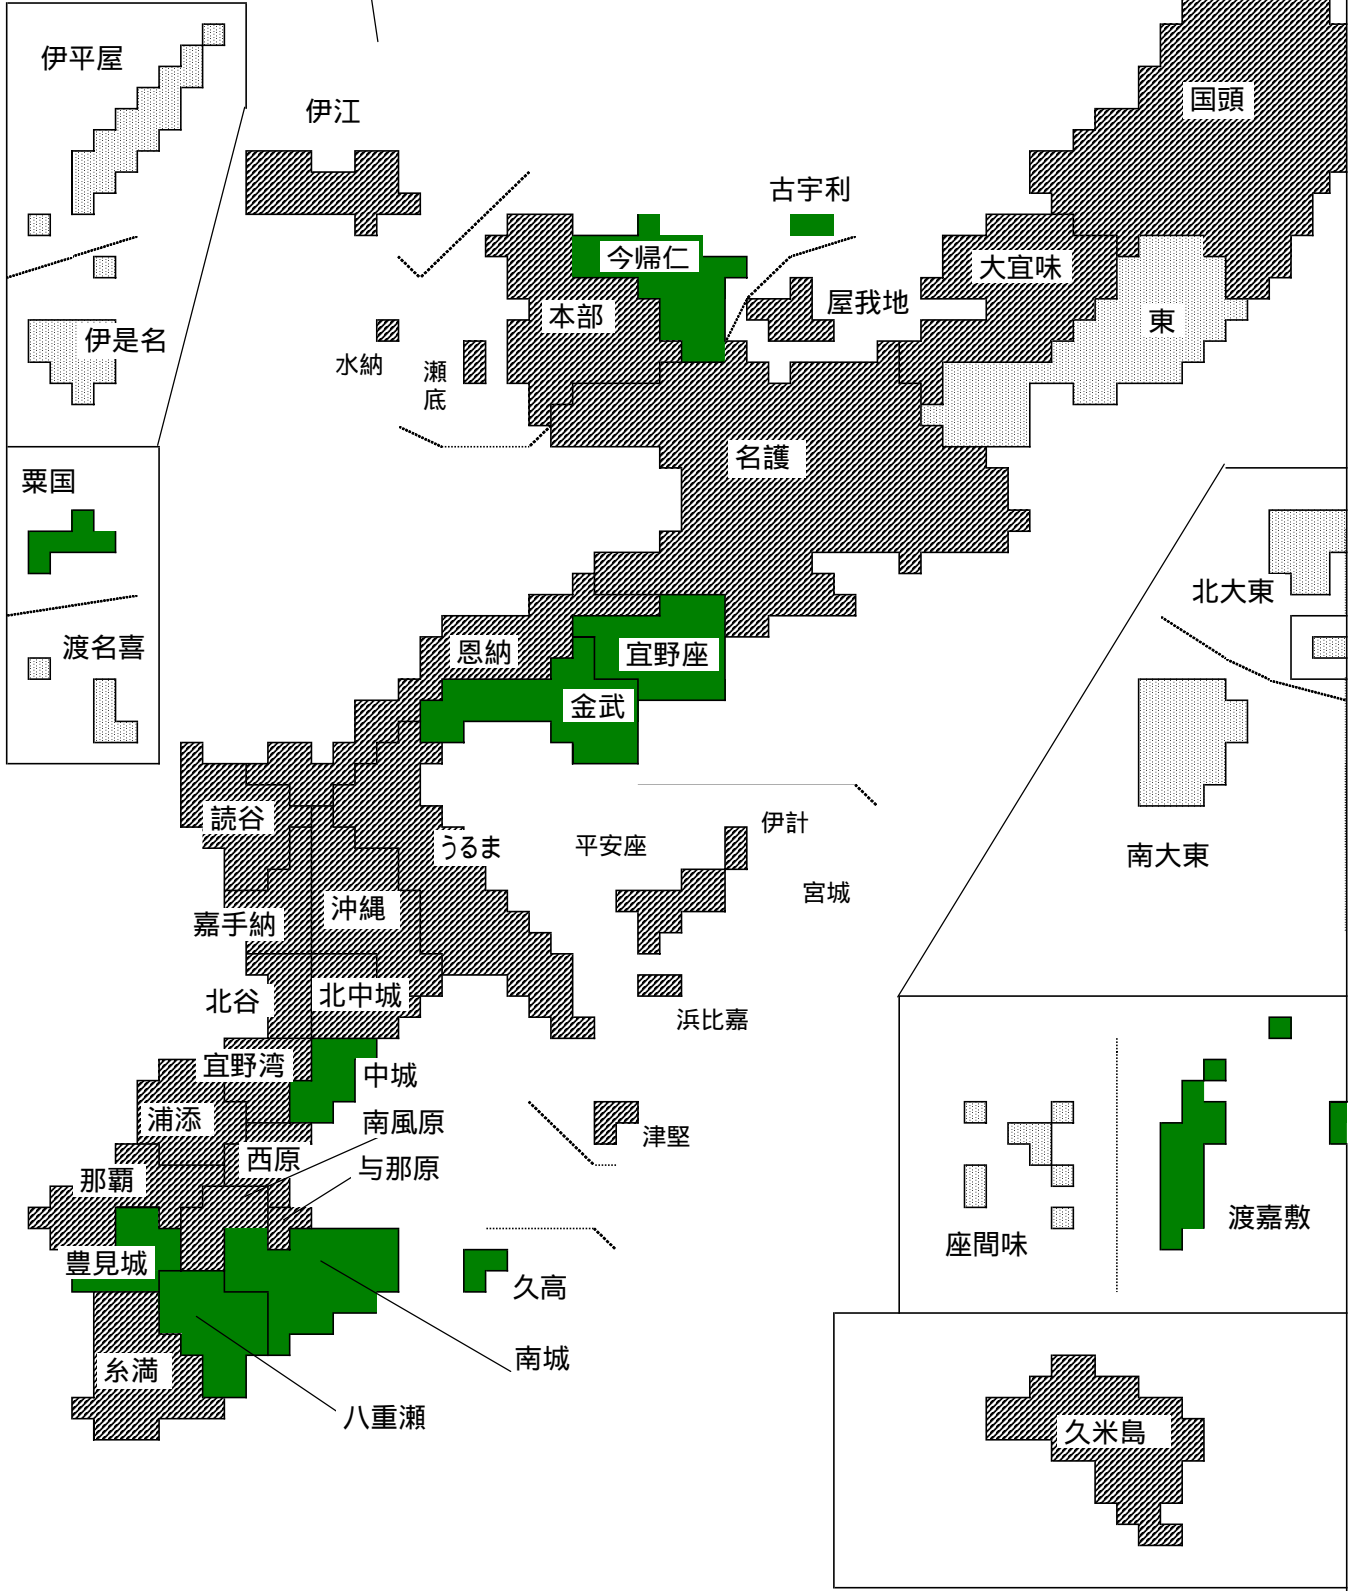 伊平屋
伊江
国頭
古宇利
今帰仁
大宜味
屋我地
本部
東
伊是名
水納
瀬
底
名護
粟国
北大東
渡名喜
恩納
宜野座
金武
読谷
うるま
平安座
伊計
南大東
宮城
嘉手納
沖縄
北谷
北中城
浜比嘉
宜野湾
中城
浦添
南風原
津堅
西原
与那原
那覇
渡嘉敷
座間味
豊見城
久高
南城
糸満
八重瀬
久米島